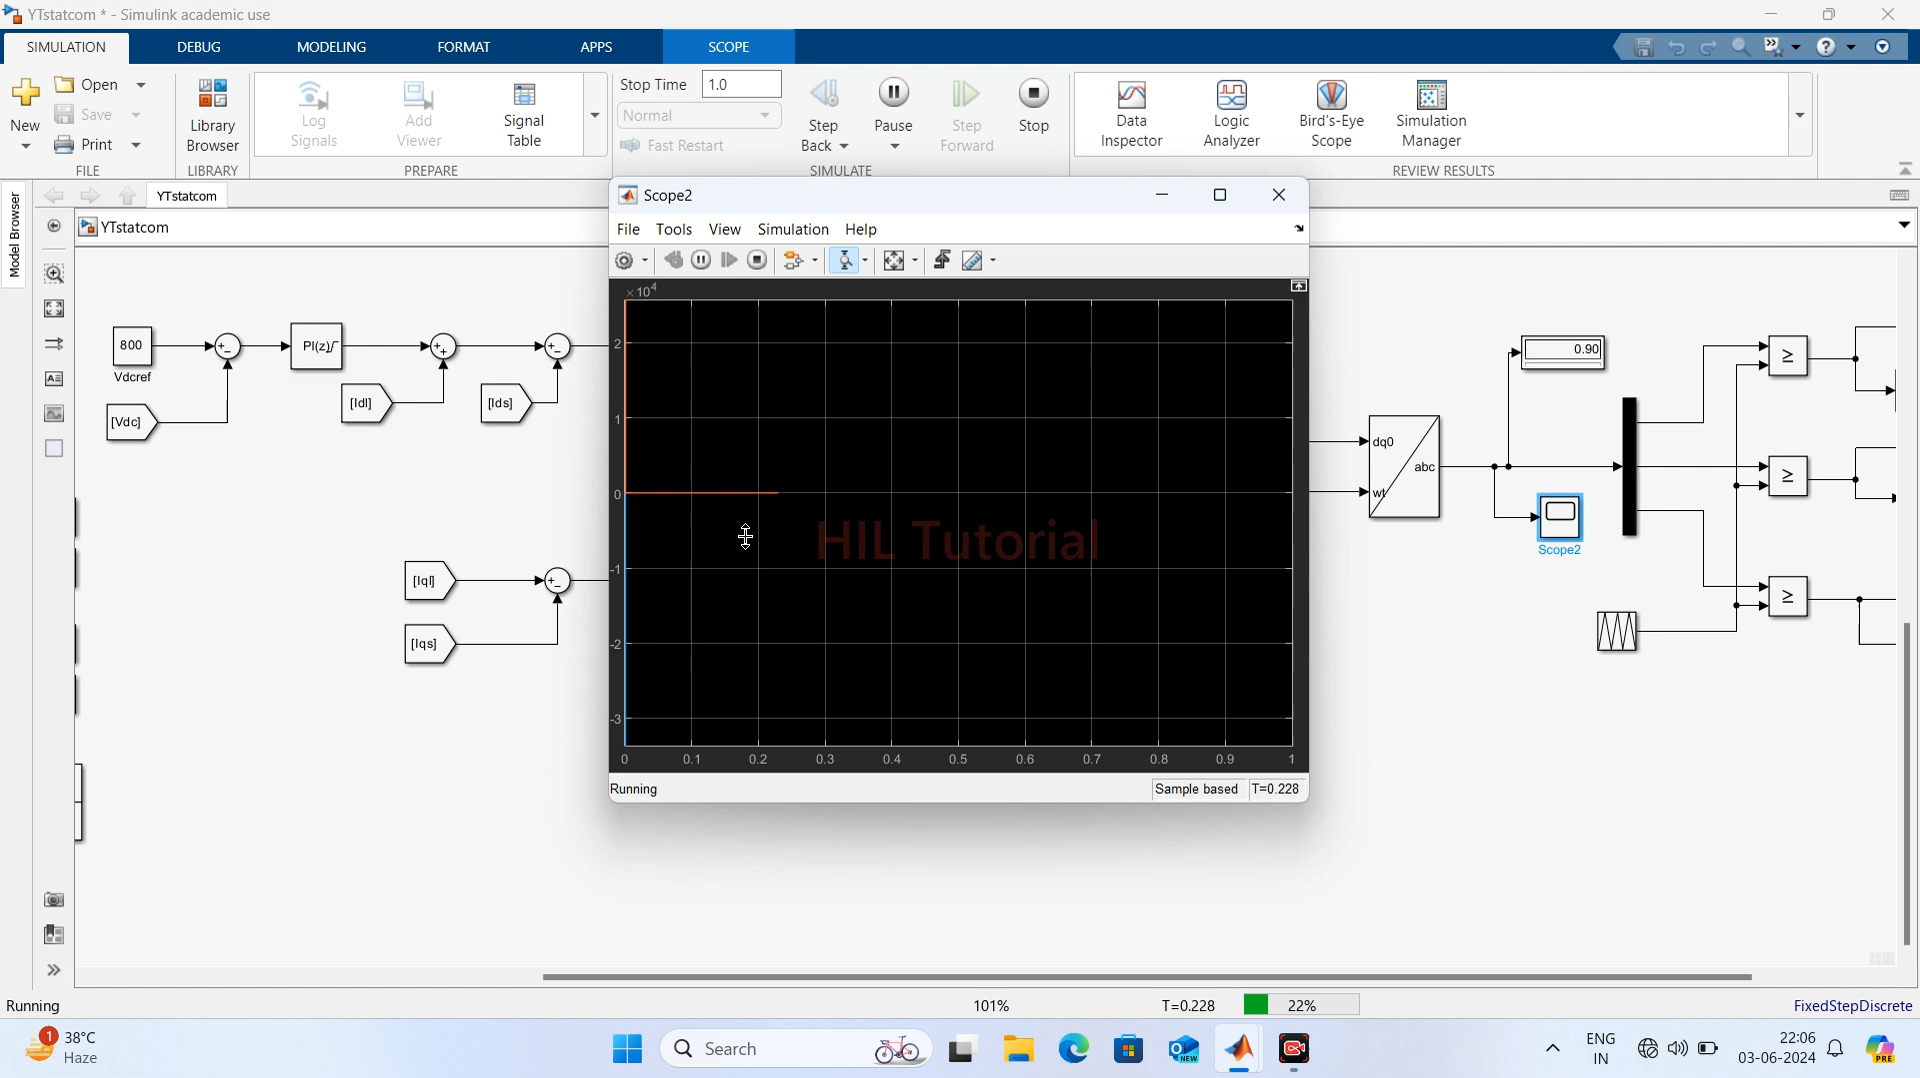 YTstatcom * - Simulink academic use
SIMULATION
DEBUG
MODELING
FORMAT
APPS
SCOPE
New
Open
Save
Print
FILE
Library
Browser
LIBRARY
Log
Signals
Add
Viewer
Signal
Table
PREPARE
Stop Time
1.0
Normal
Fast Restart
Step
Back
Pause
Step
Forward
Stop
SIMULATE
Data
Inspector
Logic
Analyzer
Bird's-Eye
Scope
Simulation
Manager
REVIEW RESULTS
Model Browser
YTstatcom
YTstatcom
800
Vdcref
[Vdc]
PI(z)
[Idl]
[Ids]
[Iql]
[Iqs]
Scope2
File
Tools
View
Simulation
Help
×10⁴
2
1
0
-1
-2
-3
0
0.1
0.2
0.3
0.4
0.5
0.6
0.7
0.8
0.9
1
HIL Tutorial
Running
Sample based
T=0.228
dq0
abc
wt
0.90
≥
≥
≥
Scope2
Running
101%
T=0.228
22%
FixedStepDiscrete
1
38°C
Haze
Search
NEW
ENG
IN
22:06
03-06-2024
PRE